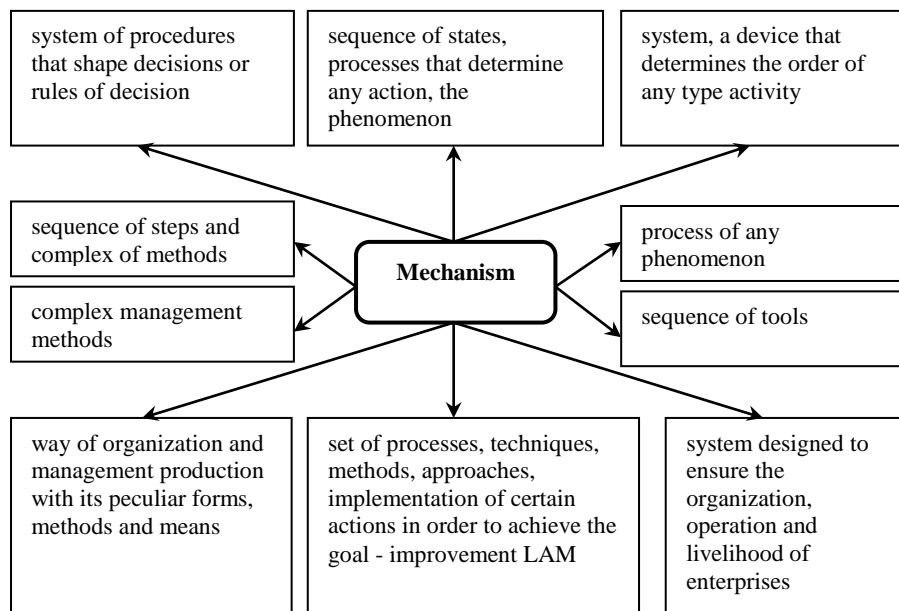 system of procedures
that shape decisions or
rules of decision
sequence of states,
processes that determine
any action, the
phenomenon
system, a device that
determines the order of
any type activity
sequence of steps and
complex of methods
complex management
methods
Mechanism
process of any
phenomenon
sequence of tools
way of organization and
management production
with its peculiar forms,
methods and means
set of processes, techniques,
methods, approaches,
implementation of certain
actions in order to achieve the
goal - improvement LAM
system designed to
ensure the
organization,
operation and
livelihood of
enterprises